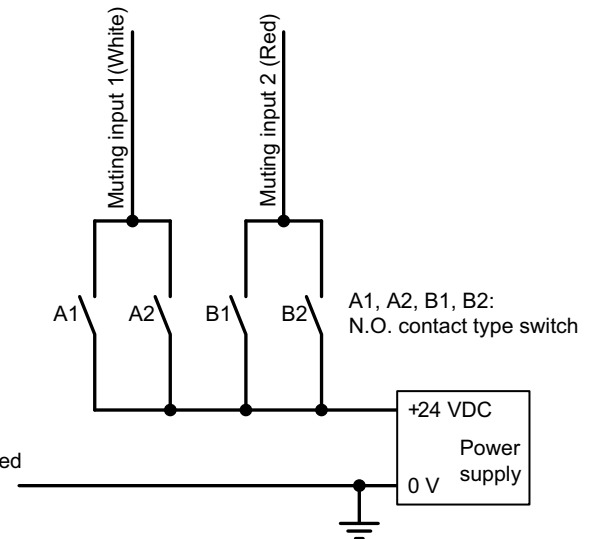 Muting input 1(White)
Muting input 2 (Red)
A1
A2
B1
B2
A1, A2, B1, B2:
N.O. contact type switch
+24 VDC
Power
supply
0 V
ed